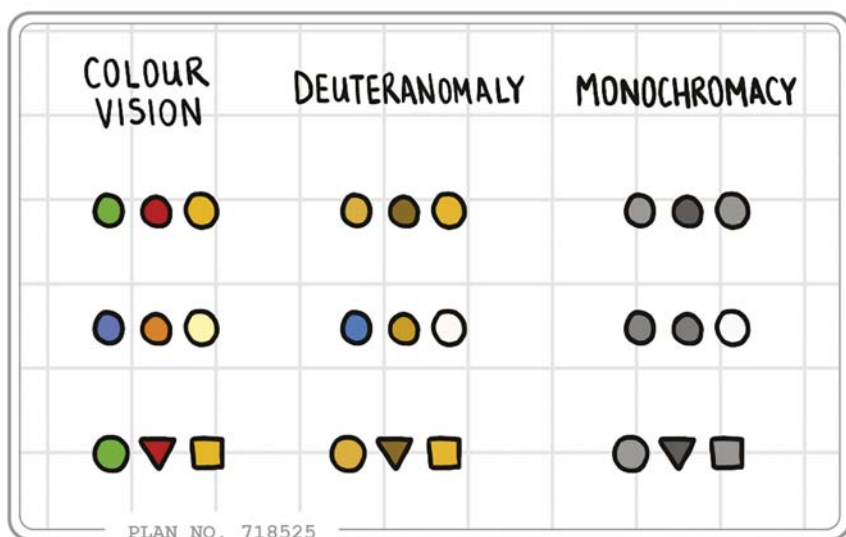 COLOUR
VISION
DEUTERANOMALY
MONOCHROMACY
PLAN NO. 718525